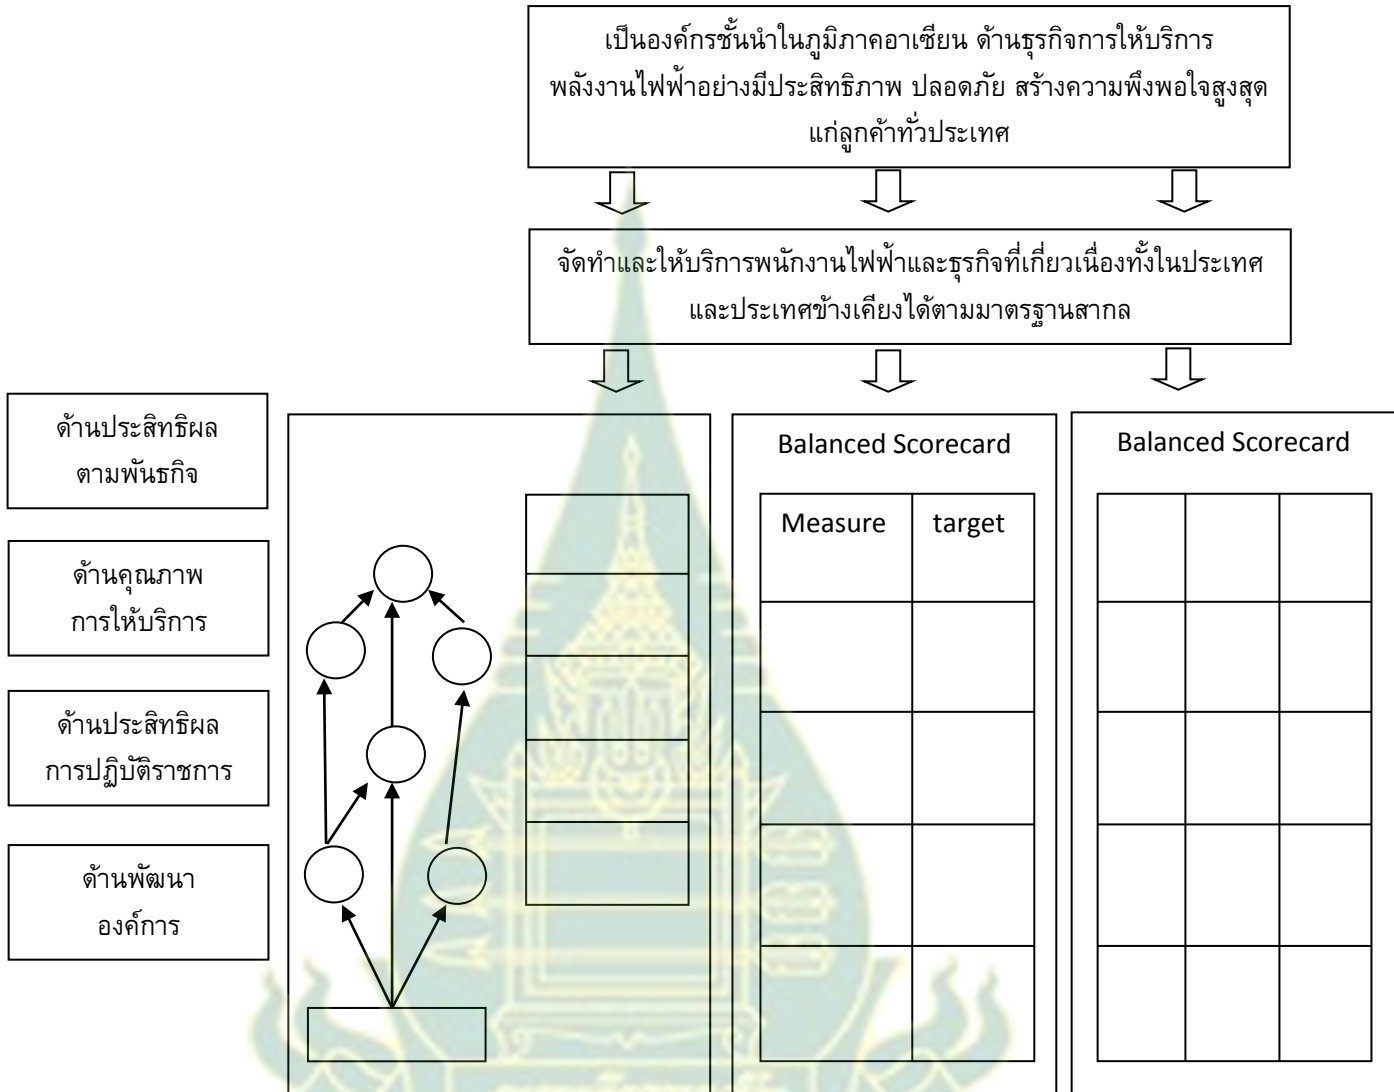 เป็นองค์กรชั้นนำในภูมิภาคอาเซียน ด้านธุรกิจการให้บริการ
พลังงานไฟฟ้าอย่างมีประสิทธิภาพ ปลอดภัย สร้างความพึงพอใจสูงสุด
แก่ลูกค้าทั่วประเทศ
จัดทำและให้บริการพนักงานไฟฟ้าและธุรกิจที่เกี่ยวเนื่องทั้งในประเทศ
และประเทศข้างเคียงได้ตามมาตรฐานสากล
ด้านประสิทธิผล
ตามพันธกิจ
ด้านคุณภาพ
การให้บริการ
ด้านประสิทธิผล
การปฏิบัติราชการ
ด้านพัฒนา
องค์การ
Balanced Scorecard
Measure target
Balanced Scorecard